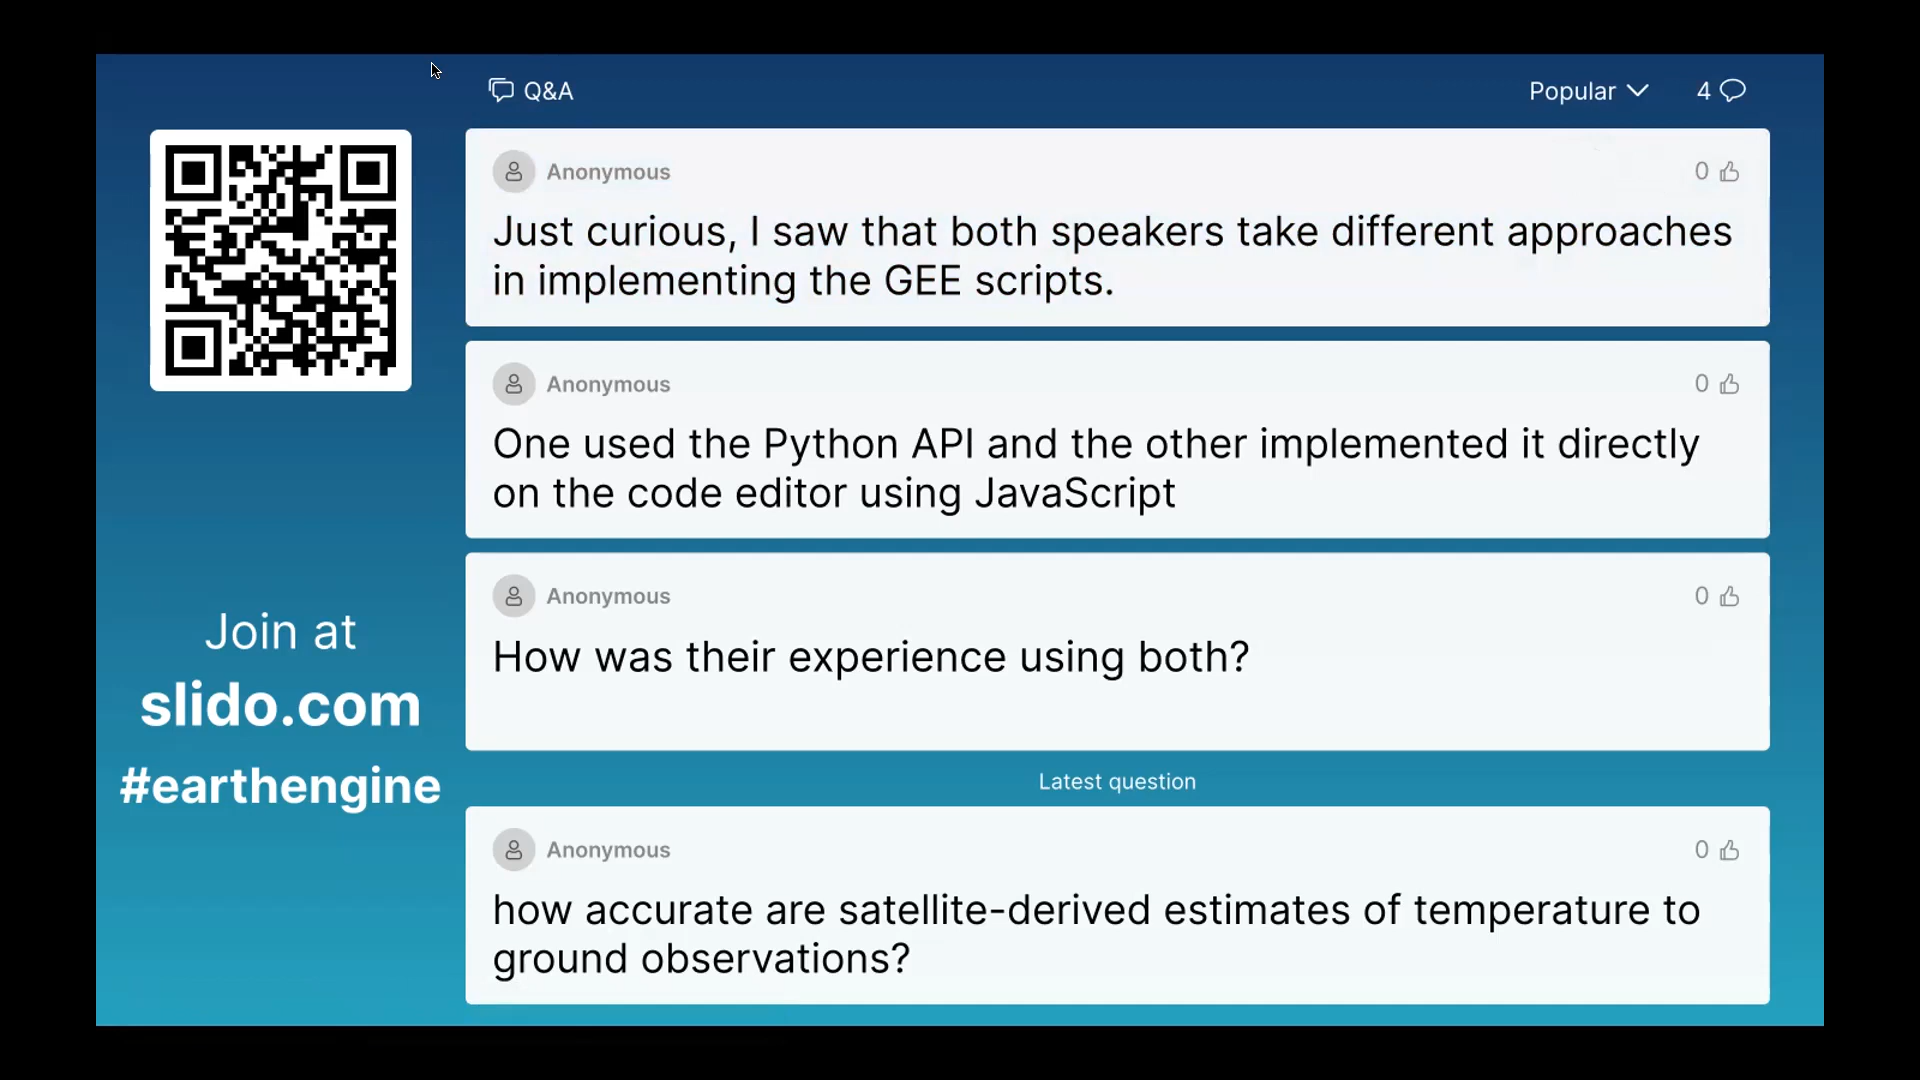 Q&A
Popular
4
Anonymous
0
Just curious, I saw that both speakers take different approaches
in implementing the GEE scripts.
Anonymous
0
One used the Python API and the other implemented it directly
on the code editor using JavaScript
Anonymous
0
How was their experience using both?
Latest question
Anonymous
0
how accurate are satellite-derived estimates of temperature to
ground observations?
Join at
slido.com
#earthengine